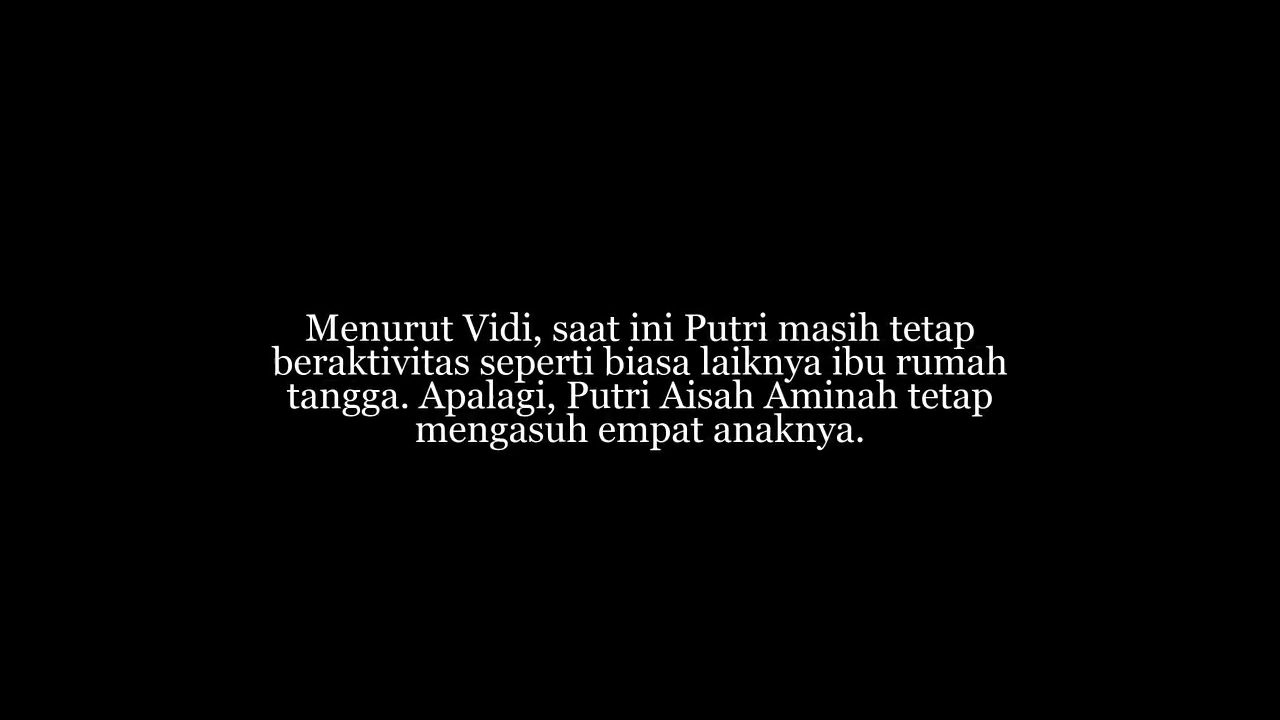 Menurut Vidi, saat ini Putri masih tetap
beraktivitas seperti biasa laiknya ibu rumah
tangga. Apalagi, Putri Aisah Aminah tetap
mengasuh empat anaknya.